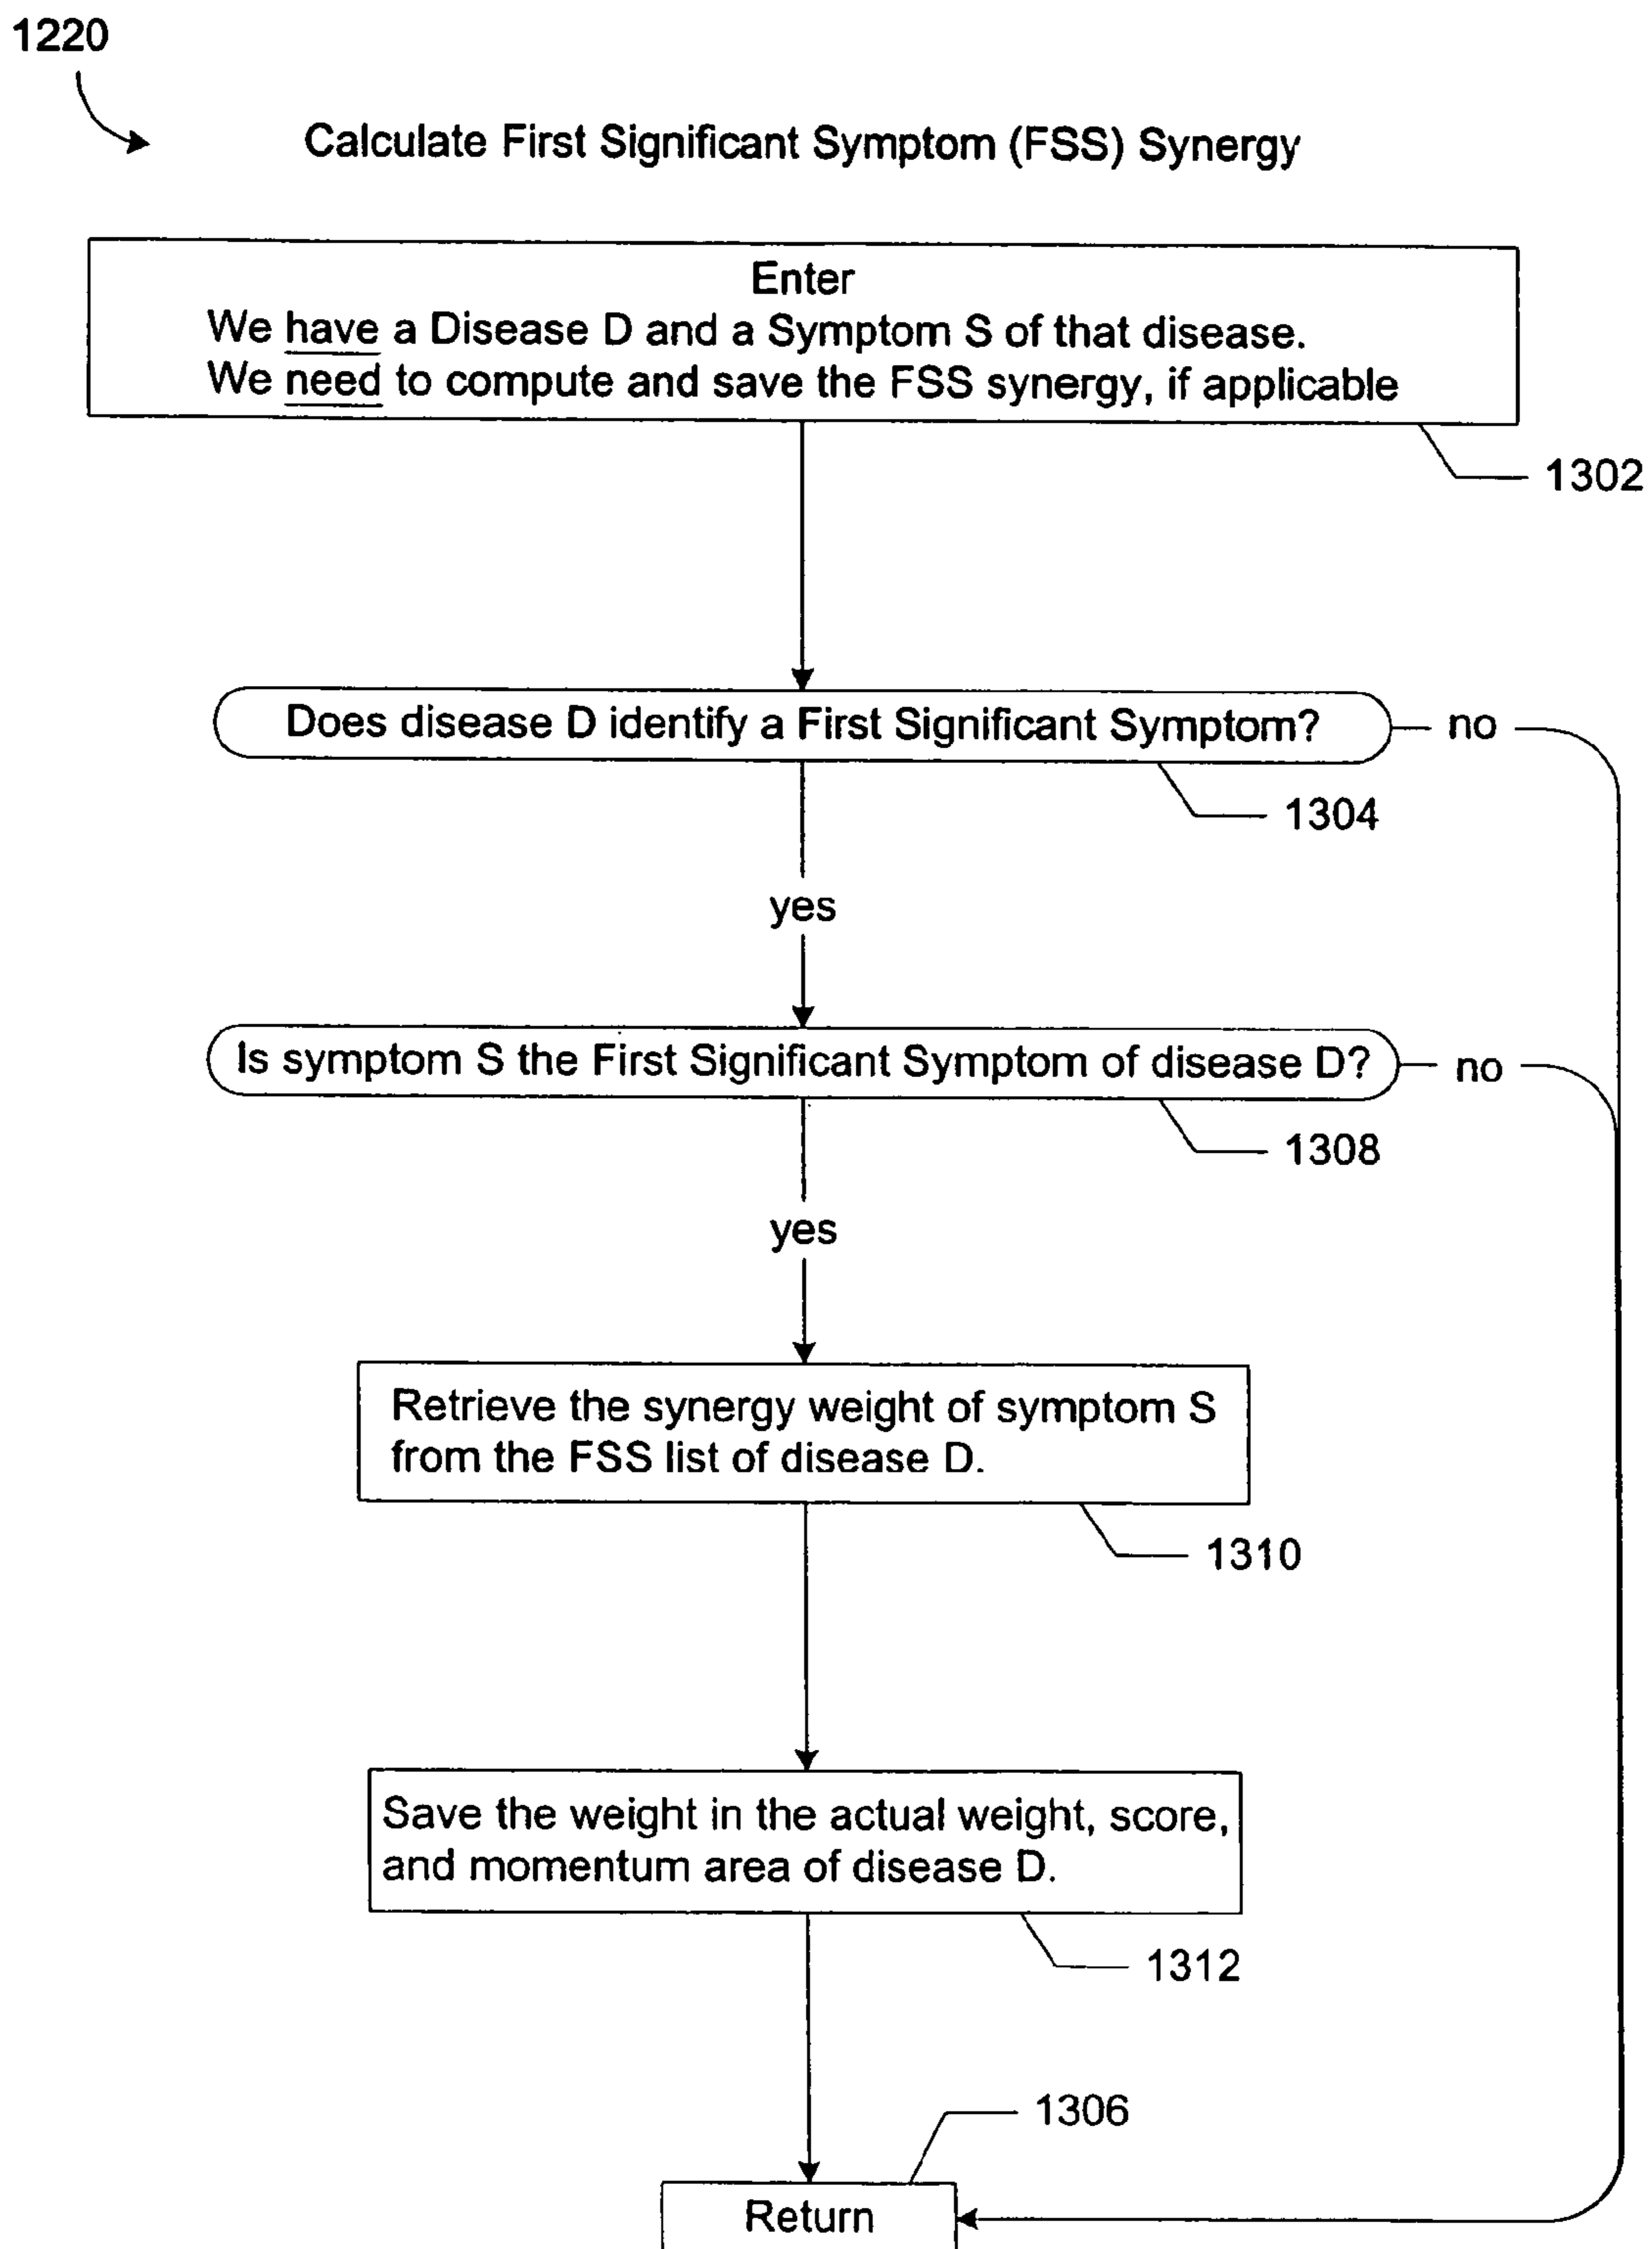 1220
Calculate First Significant Symptom (FSS) Synergy
Enter
We have a Disease D and a Symptom S of that disease.
We need to compute and save the FSS synergy, if applicable
1302
Does disease D identify a First Significant Symptom?
no
1304
yes
Is symptom S the First Significant Symptom of disease D?
no
1308
yes
Retrieve the synergy weight of symptom S
from the FSS list of disease D.
1310
Save the weight in the actual weight, score,
and momentum area of disease D.
1312
1306
Return